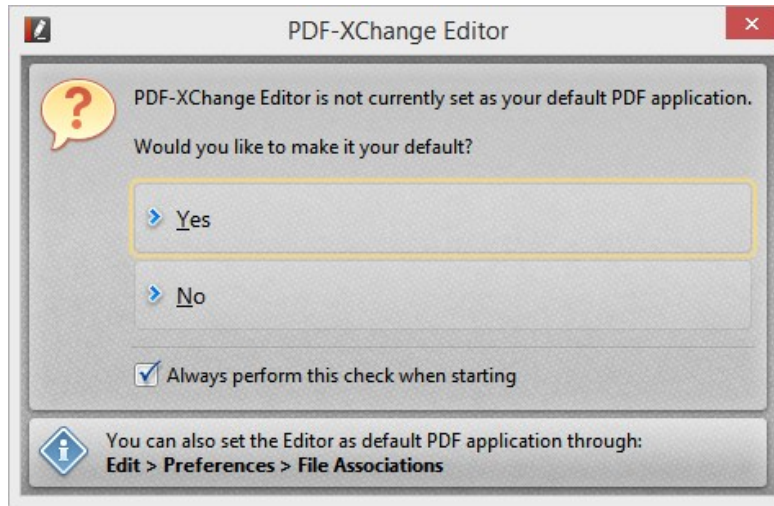 PDF-XChange Editor
PDF-XChange Editor is not currently set as your default PDF application.
Would you like to make it your default?
Yes
No
Always perform this check when starting
You can also set the Editor as default PDF application through:
Edit > Preferences > File Associations